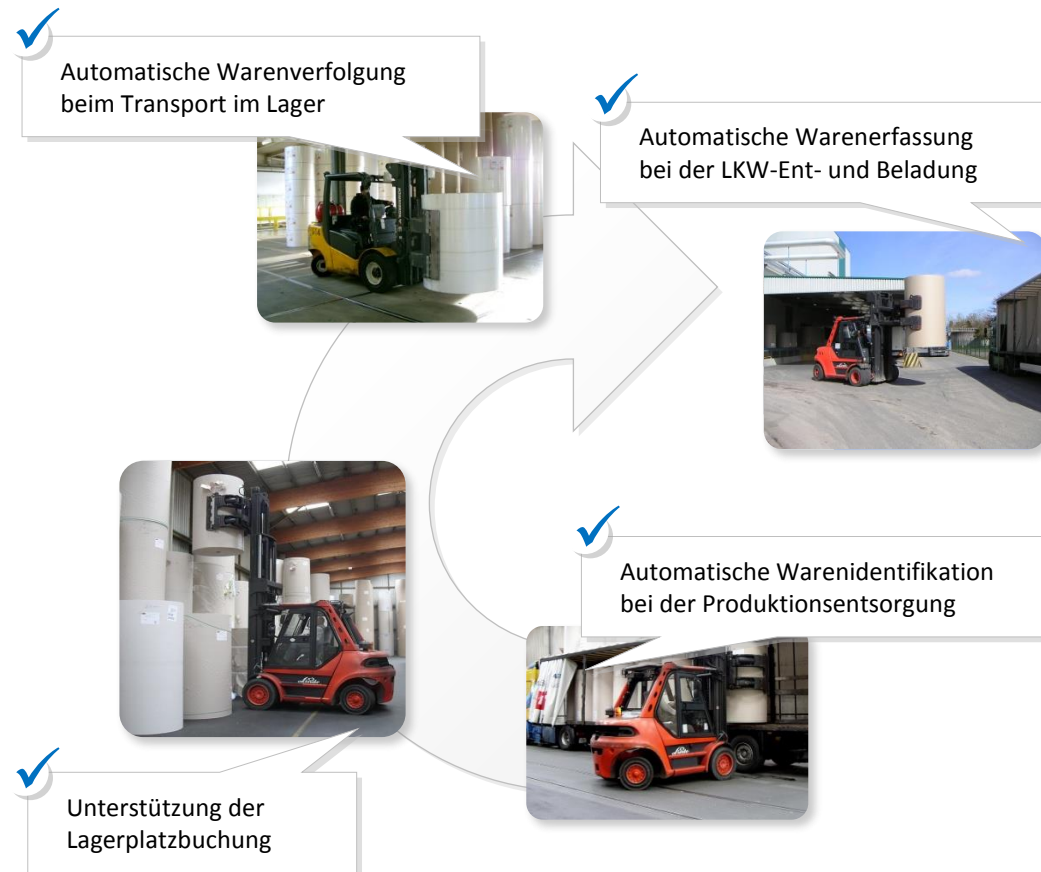 Automatische Warenverfolgung
beim Transport im Lager
Automatische Warenerfassung
bei der LKW-Ent- und Beladung
Automatische Warenidentifikation
bei der Produktionsentsorgung
Unterstützung der
Lagerplatzbuchung